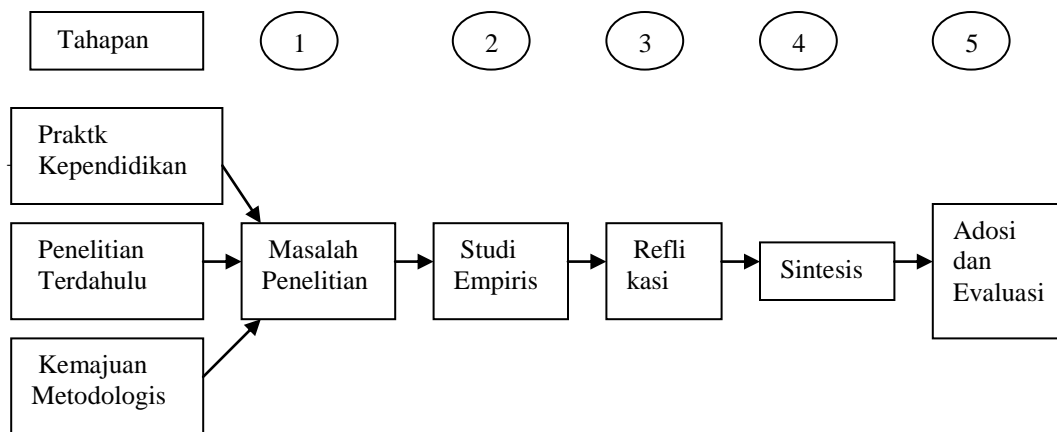 Tahapan
1
2
3
4
5
Praktk
Kependidikan
Penelitian
Terdahulu
Kemajuan
Metodologis
Masalah
Penelitian
Studi
Empiris
Refli
kasi
Sintesis
Adosi
dan
Evaluasi